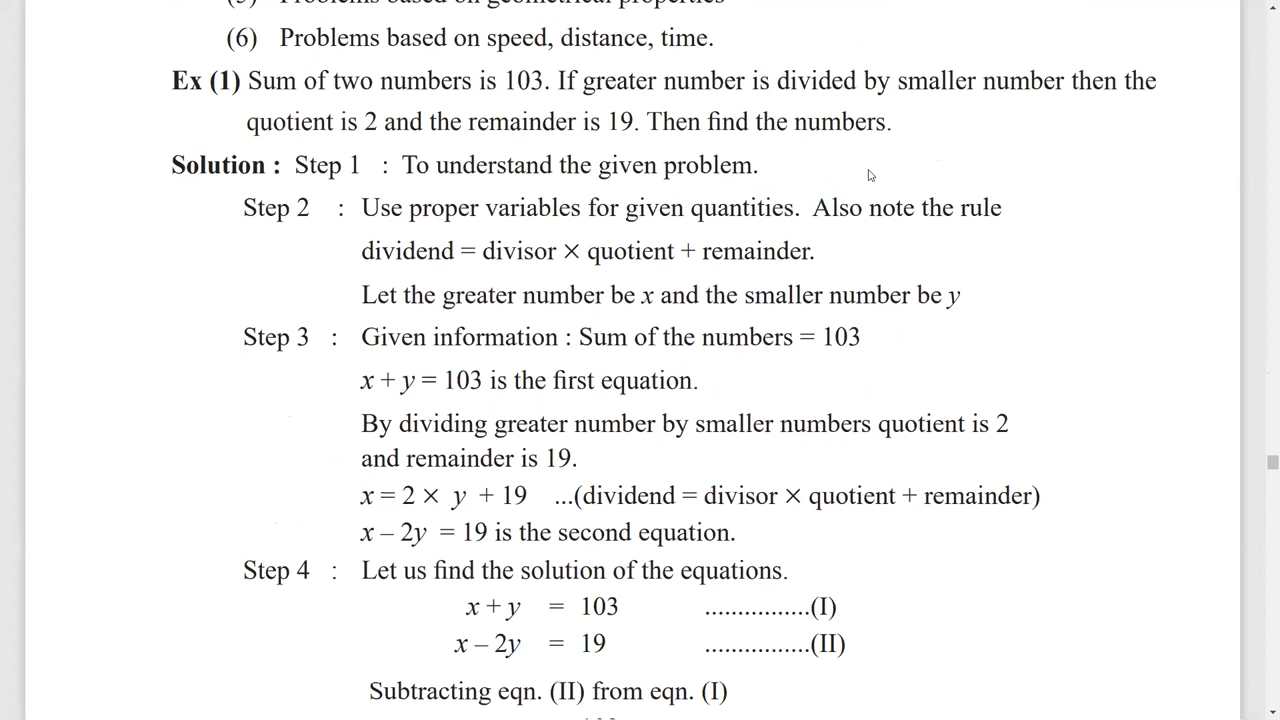 (5) Problems based on geometrical properties
(6) Problems based on speed, distance, time.
Ex (1) Sum of two numbers is 103. If greater number is divided by smaller number then the
quotient is 2 and the remainder is 19. Then find the numbers.
Solution : Step 1 : To understand the given problem.
Step 2 : Use proper variables for given quantities. Also note the rule
dividend = divisor × quotient + remainder.
Let the greater number be x and the smaller number be y
Step 3 : Given information : Sum of the numbers = 103
x + y = 103 is the first equation.
By dividing greater number by smaller numbers quotient is 2
and remainder is 19.
x = 2 × y + 19 ...(dividend = divisor × quotient + remainder)
x – 2y = 19 is the second equation.
Step 4 : Let us find the solution of the equations.
x + y = 103 ................(I)
x – 2y = 19 ................(II)
Subtracting eqn. (II) from eqn. (I)